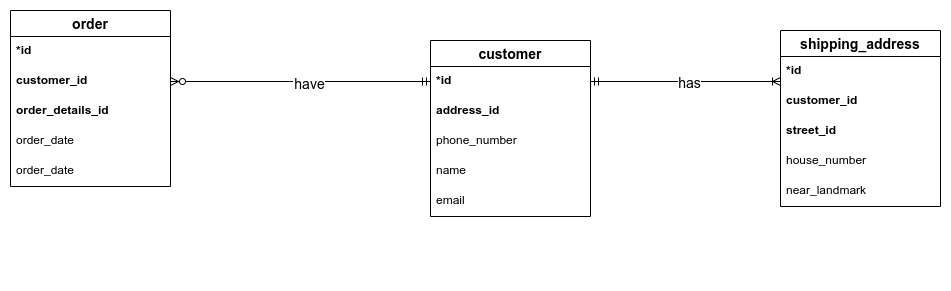 order
*id
customer_id
order_details_id
order_date
order_date
have
customer
*id
address_id
phone_number
name
email
has
shipping_address
*id
customer_id
street_id
house_number
near_landmark